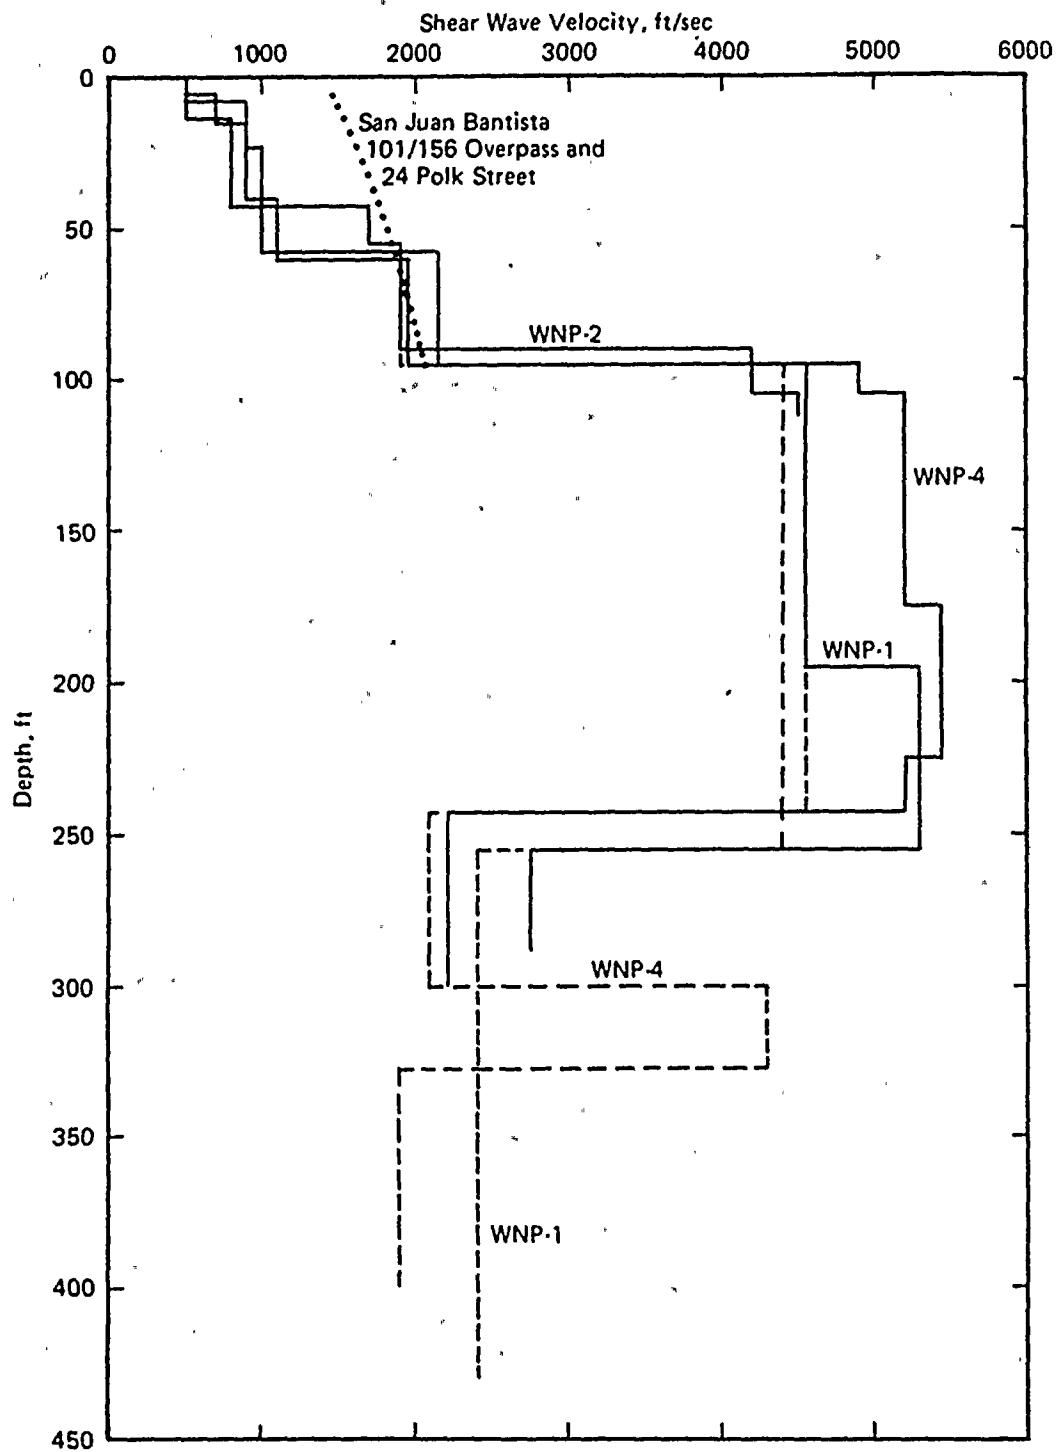 Shear Wave Velocity, ft/sec
0 1000 2000 3000 4000 5000 6000
0
San Juan Bantista
101/156 Overpass and
24 Polk Street
50
WNP-2
100
WNP-4
150
WNP-1
200
Depth, ft
250
WNP-4
300
350
WNP-1
400
450